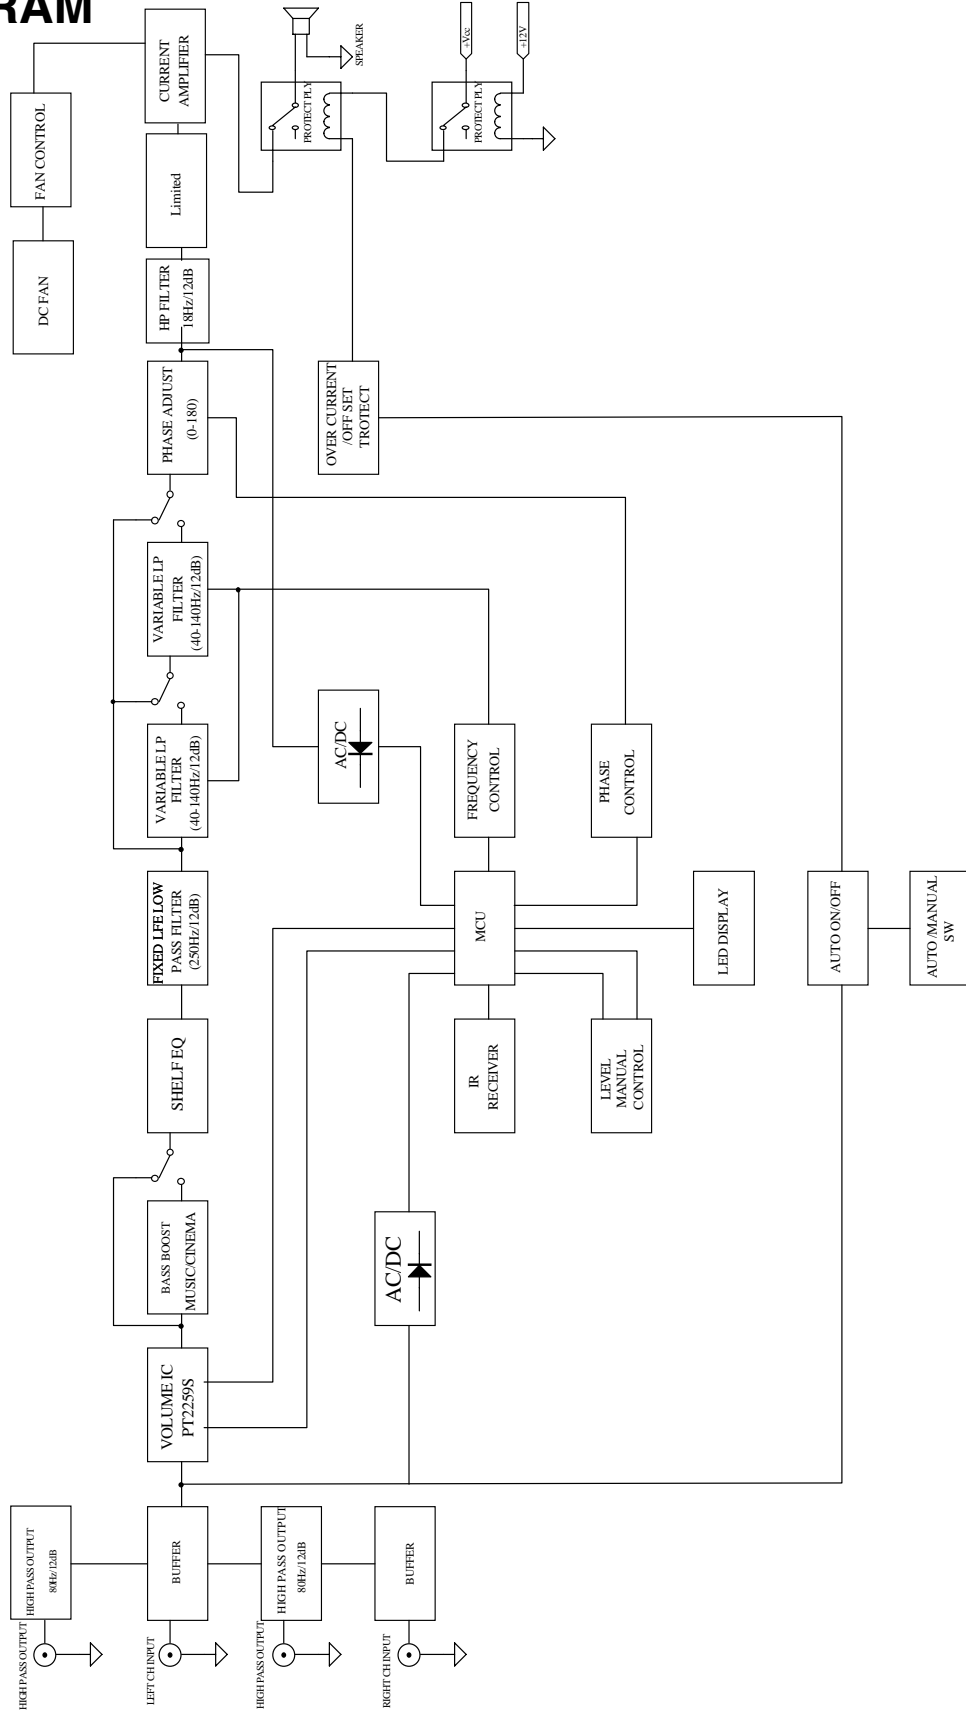 RAM
HIGH PASS OUTPUT
HIGH PASS OUTPUT
80Hz/12dB
LEFT CH INPUT
BUFFER
HIGH PASS OUTPUT
HIGH PASS OUTPUT
80Hz/12dB
RIGHT CH INPUT
BUFFER
VOLUME IC
PT2259S
BASS BOOST
MUSIC/CINEMA
SHELF EQ
FIXED LFE LOW
PASS FILTER
(250Hz/12dB)
VARIABLE LP
FILTER
(40-140Hz/12dB)
VARIABLE LP
FILTER
(40-140Hz/12dB)
PHASE ADJUST
(0-180)
HP FILTER
18Hz/12dB
Limited
CURRENT
AMPLIFIER
DC FAN
FAN CONTROL
SPEAKER
PROTECT PLY
+Vcc
+12V
PROTECT PLY
OVER CURRENT
/OFF SET
TROTECT
AC/DC
AC/DC
FREQUENCY
CONTROL
PHASE
CONTROL
MCU
IR
RECEIVER
LEVEL
MANUAL
CONTROL
LED DISPLAY
AUTO ON/OFF
AUTO /MANUAL
SW